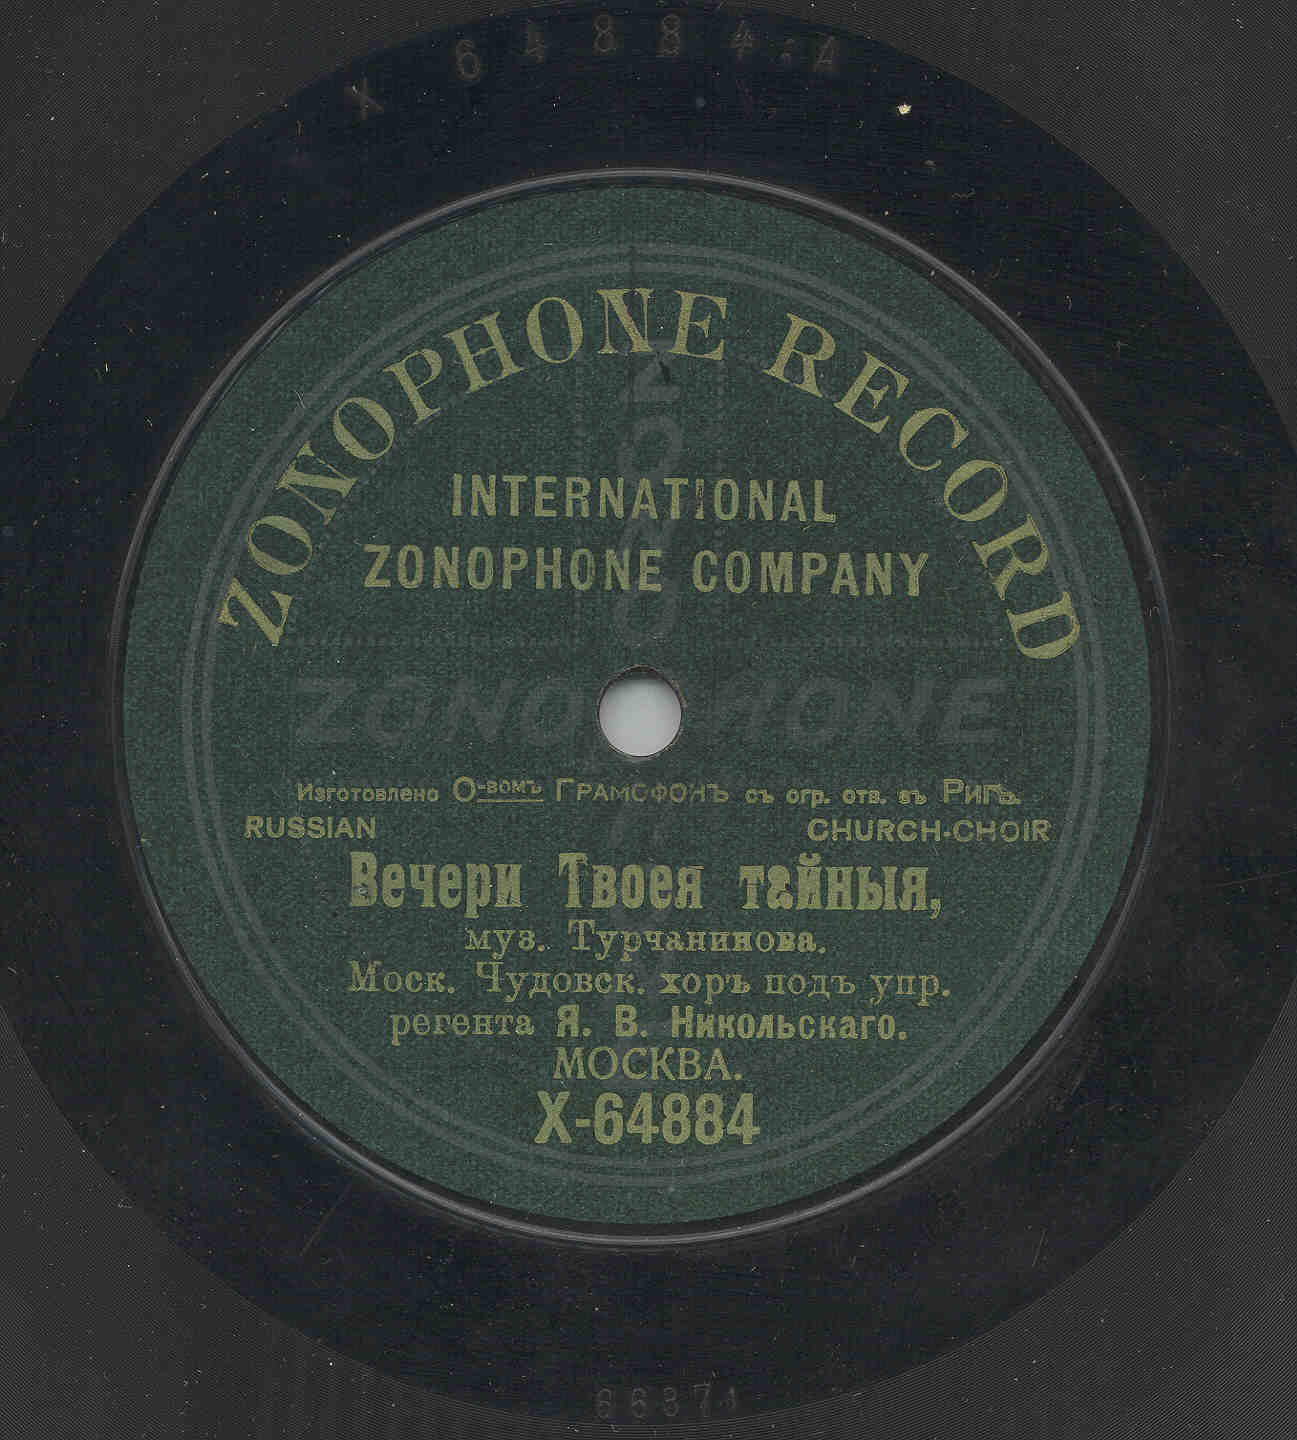 X 64884:A
ZONOPHONE RECORD
INTERNATIONAL
ZONOPHONE COMPANY
ZONOPHONE
Изготовлено О-вомъ Грамофонъ съ огр. отв. въ Ригѣ.
RUSSIAN CHURCH-CHOIR
Вечери Твоея тайныя,
муз. Турчанинова.
Моск. Чудовск. хоръ подъ упр.
регента Я. В. Никольскаго.
МОСКВА.
X-64884